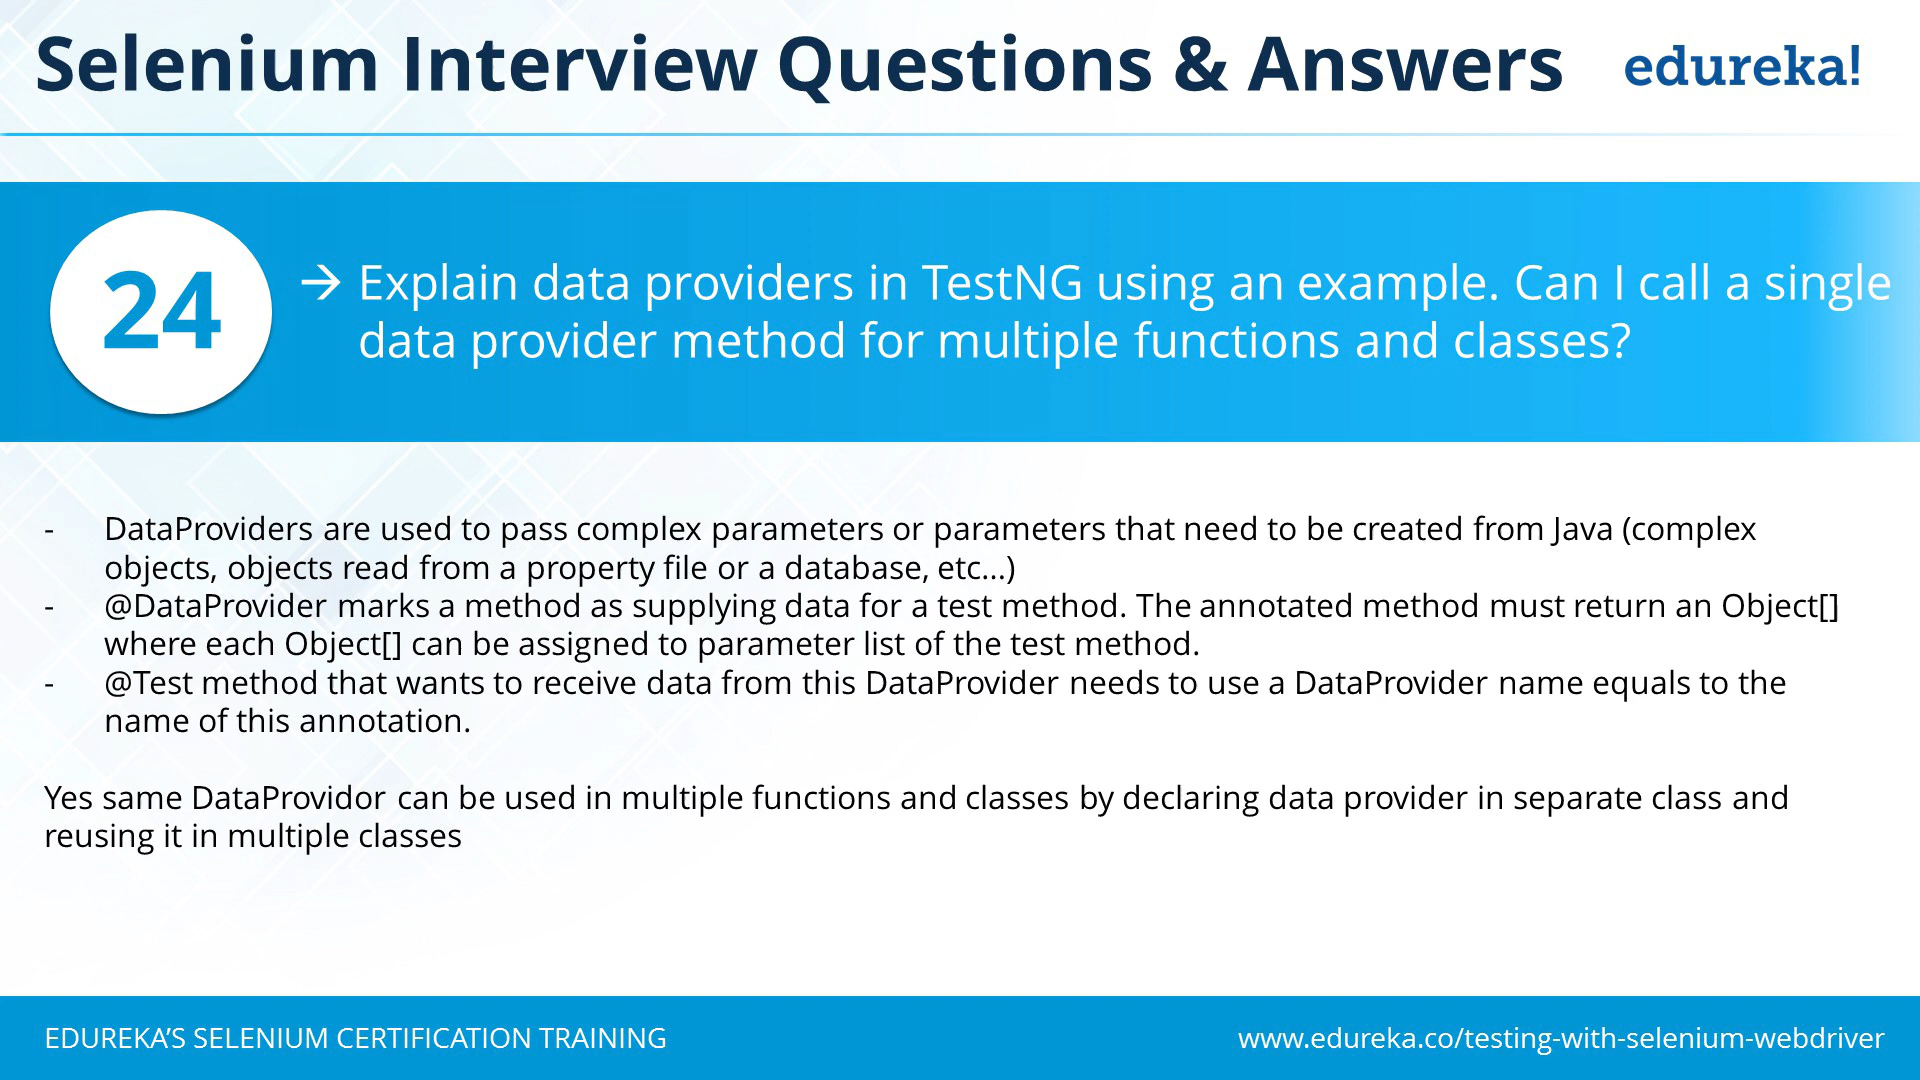 Selenium Interview Questions & Answers
edureka!
24
→ Explain data providers in TestNG using an example. Can I call a single
data provider method for multiple functions and classes?
- DataProviders are used to pass complex parameters or parameters that need to be created from Java (complex
objects, objects read from a property file or a database, etc...)
- @DataProvider marks a method as supplying data for a test method. The annotated method must return an Object[]
where each Object[] can be assigned to parameter list of the test method.
- @Test method that wants to receive data from this DataProvider needs to use a DataProvider name equals to the
name of this annotation.
Yes same DataProvidor can be used in multiple functions and classes by declaring data provider in separate class and
reusing it in multiple classes
EDUREKA’S SELENIUM CERTIFICATION TRAINING
www.edureka.co/testing-with-selenium-webdriver